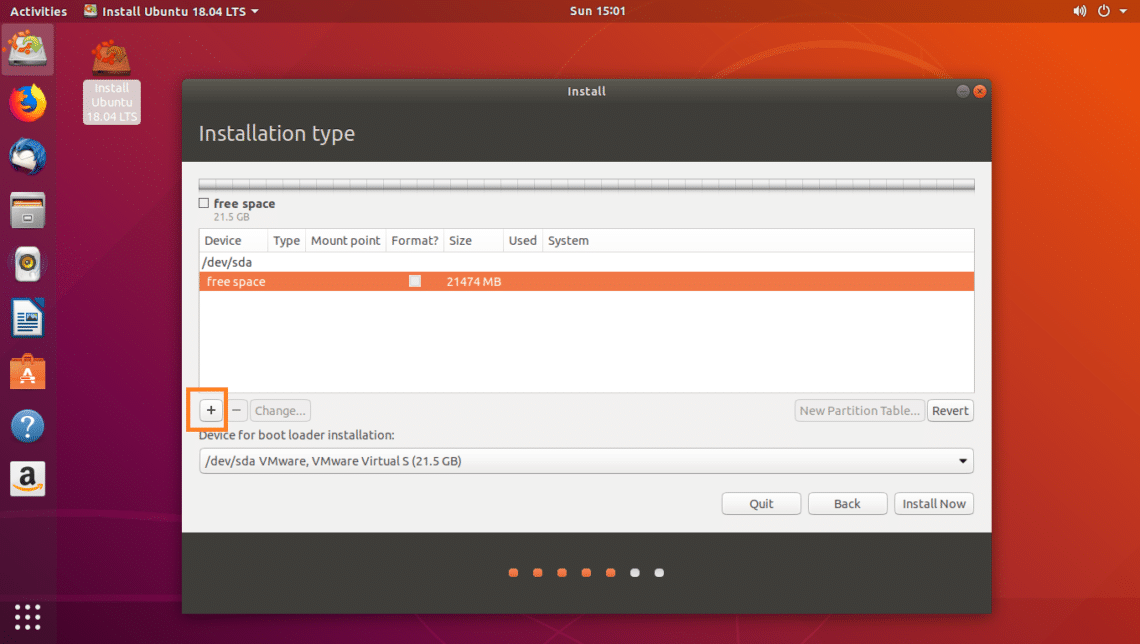 Activities Install Ubuntu 18.04 LTS Sun 15:01
Install
Ubuntu
18.04 LTS
Install
Installation type
free space
21.5 GB
Device Type Mount point Format? Size Used System
/dev/sda
free space 21474 MB
+ − Change... New Partition Table... Revert
Device for boot loader installation:
/dev/sda VMware, VMware Virtual S (21.5 GB)
Quit Back Install Now
A
?
a